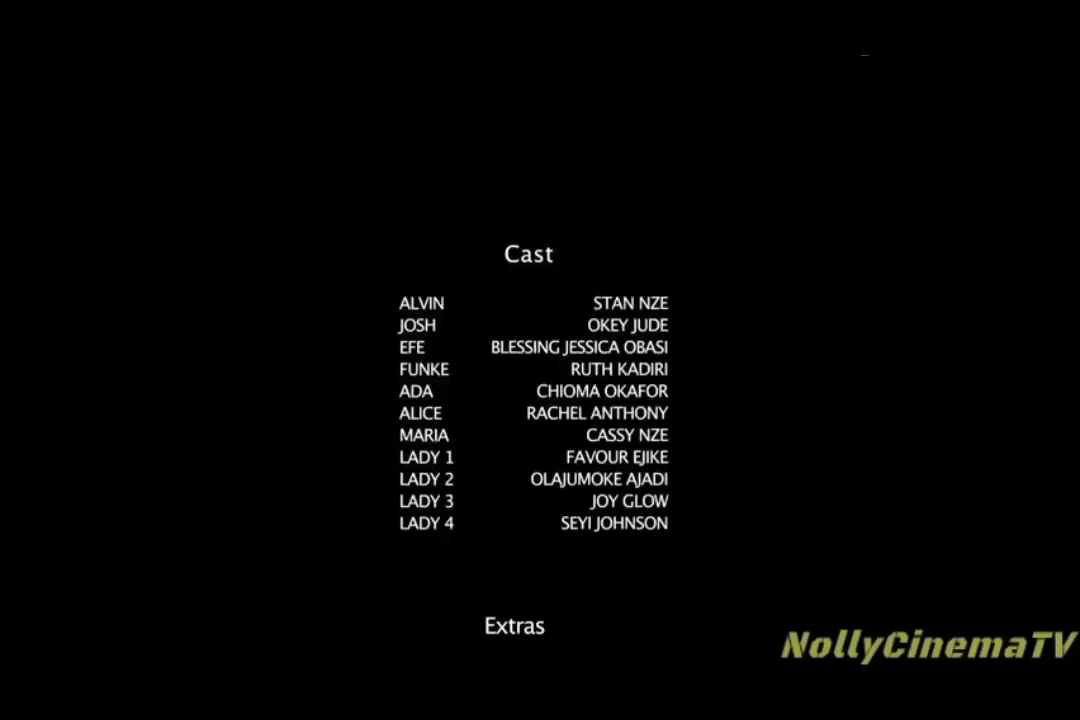 Cast
ALVIN STAN NZE
JOSH OKEY JUDE
EFE BLESSING JESSICA OBASI
FUNKE RUTH KADIRI
ADA CHIOMA OKAFOR
ALICE RACHEL ANTHONY
MARIA CASSY NZE
LADY 1 FAVOUR EJIKE
LADY 2 OLAJUMOKE AJADI
LADY 3 JOY GLOW
LADY 4 SEYI JOHNSON
Extras
NollyCinemaTV